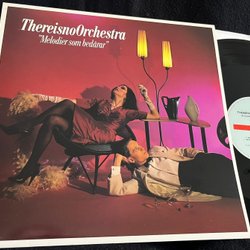 ThereisnoOrchestra
"Melodier som bedårar"